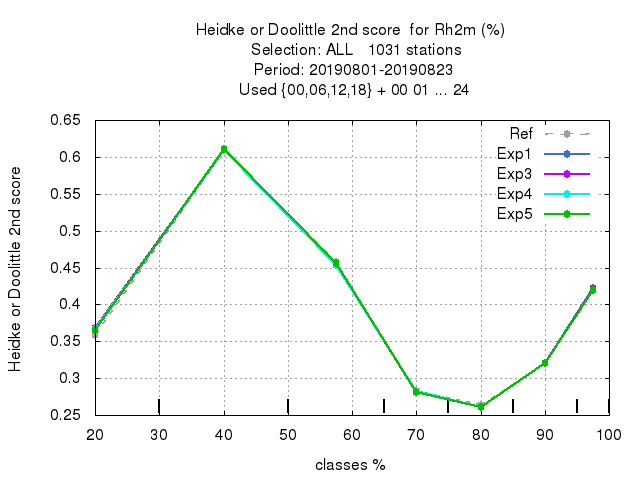 Heidke or Doolittle 2nd score  for Rh2m (%)
Selection: ALL   1031 stations
Period: 20190801-20190823
Used {00,06,12,18} + 00 01 ... 24
Heidke or Doolittle 2nd score
0.65
0.6
0.55
0.5
0.45
0.4
0.35
0.3
0.25
Ref
Exp1
Exp3
Exp4
Exp5
20 30 40 50 60 70 80 90 100
classes %